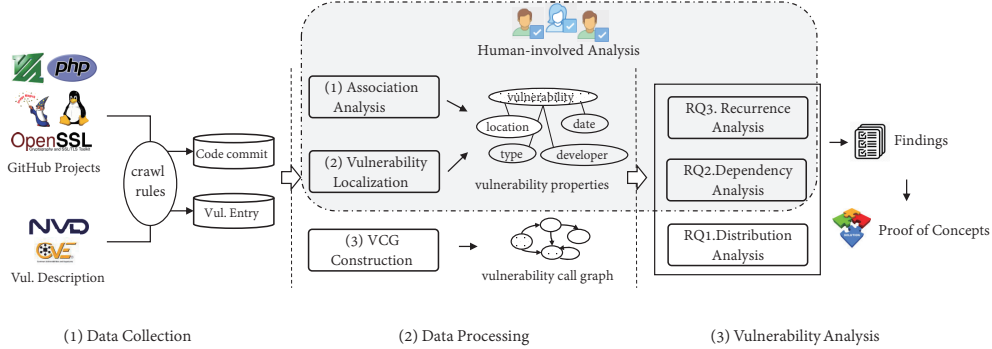 Human-involved Analysis
php
OpenSSL
GitHub Projects
NVD
CVE
Vul. Description
crawl
rules
Code commit
Vul. Entry
(1) Association
Analysis
(2) Vulnerability
Localization
(3) VCG
Construction
vulnerability
location
date
type
developer
vulnerability properties
vulnerability call graph
RQ3. Recurrence
Analysis
RQ2.Dependency
Analysis
RQ1.Distribution
Analysis
Findings
Proof of Concepts
(1) Data Collection
(2) Data Processing
(3) Vulnerability Analysis